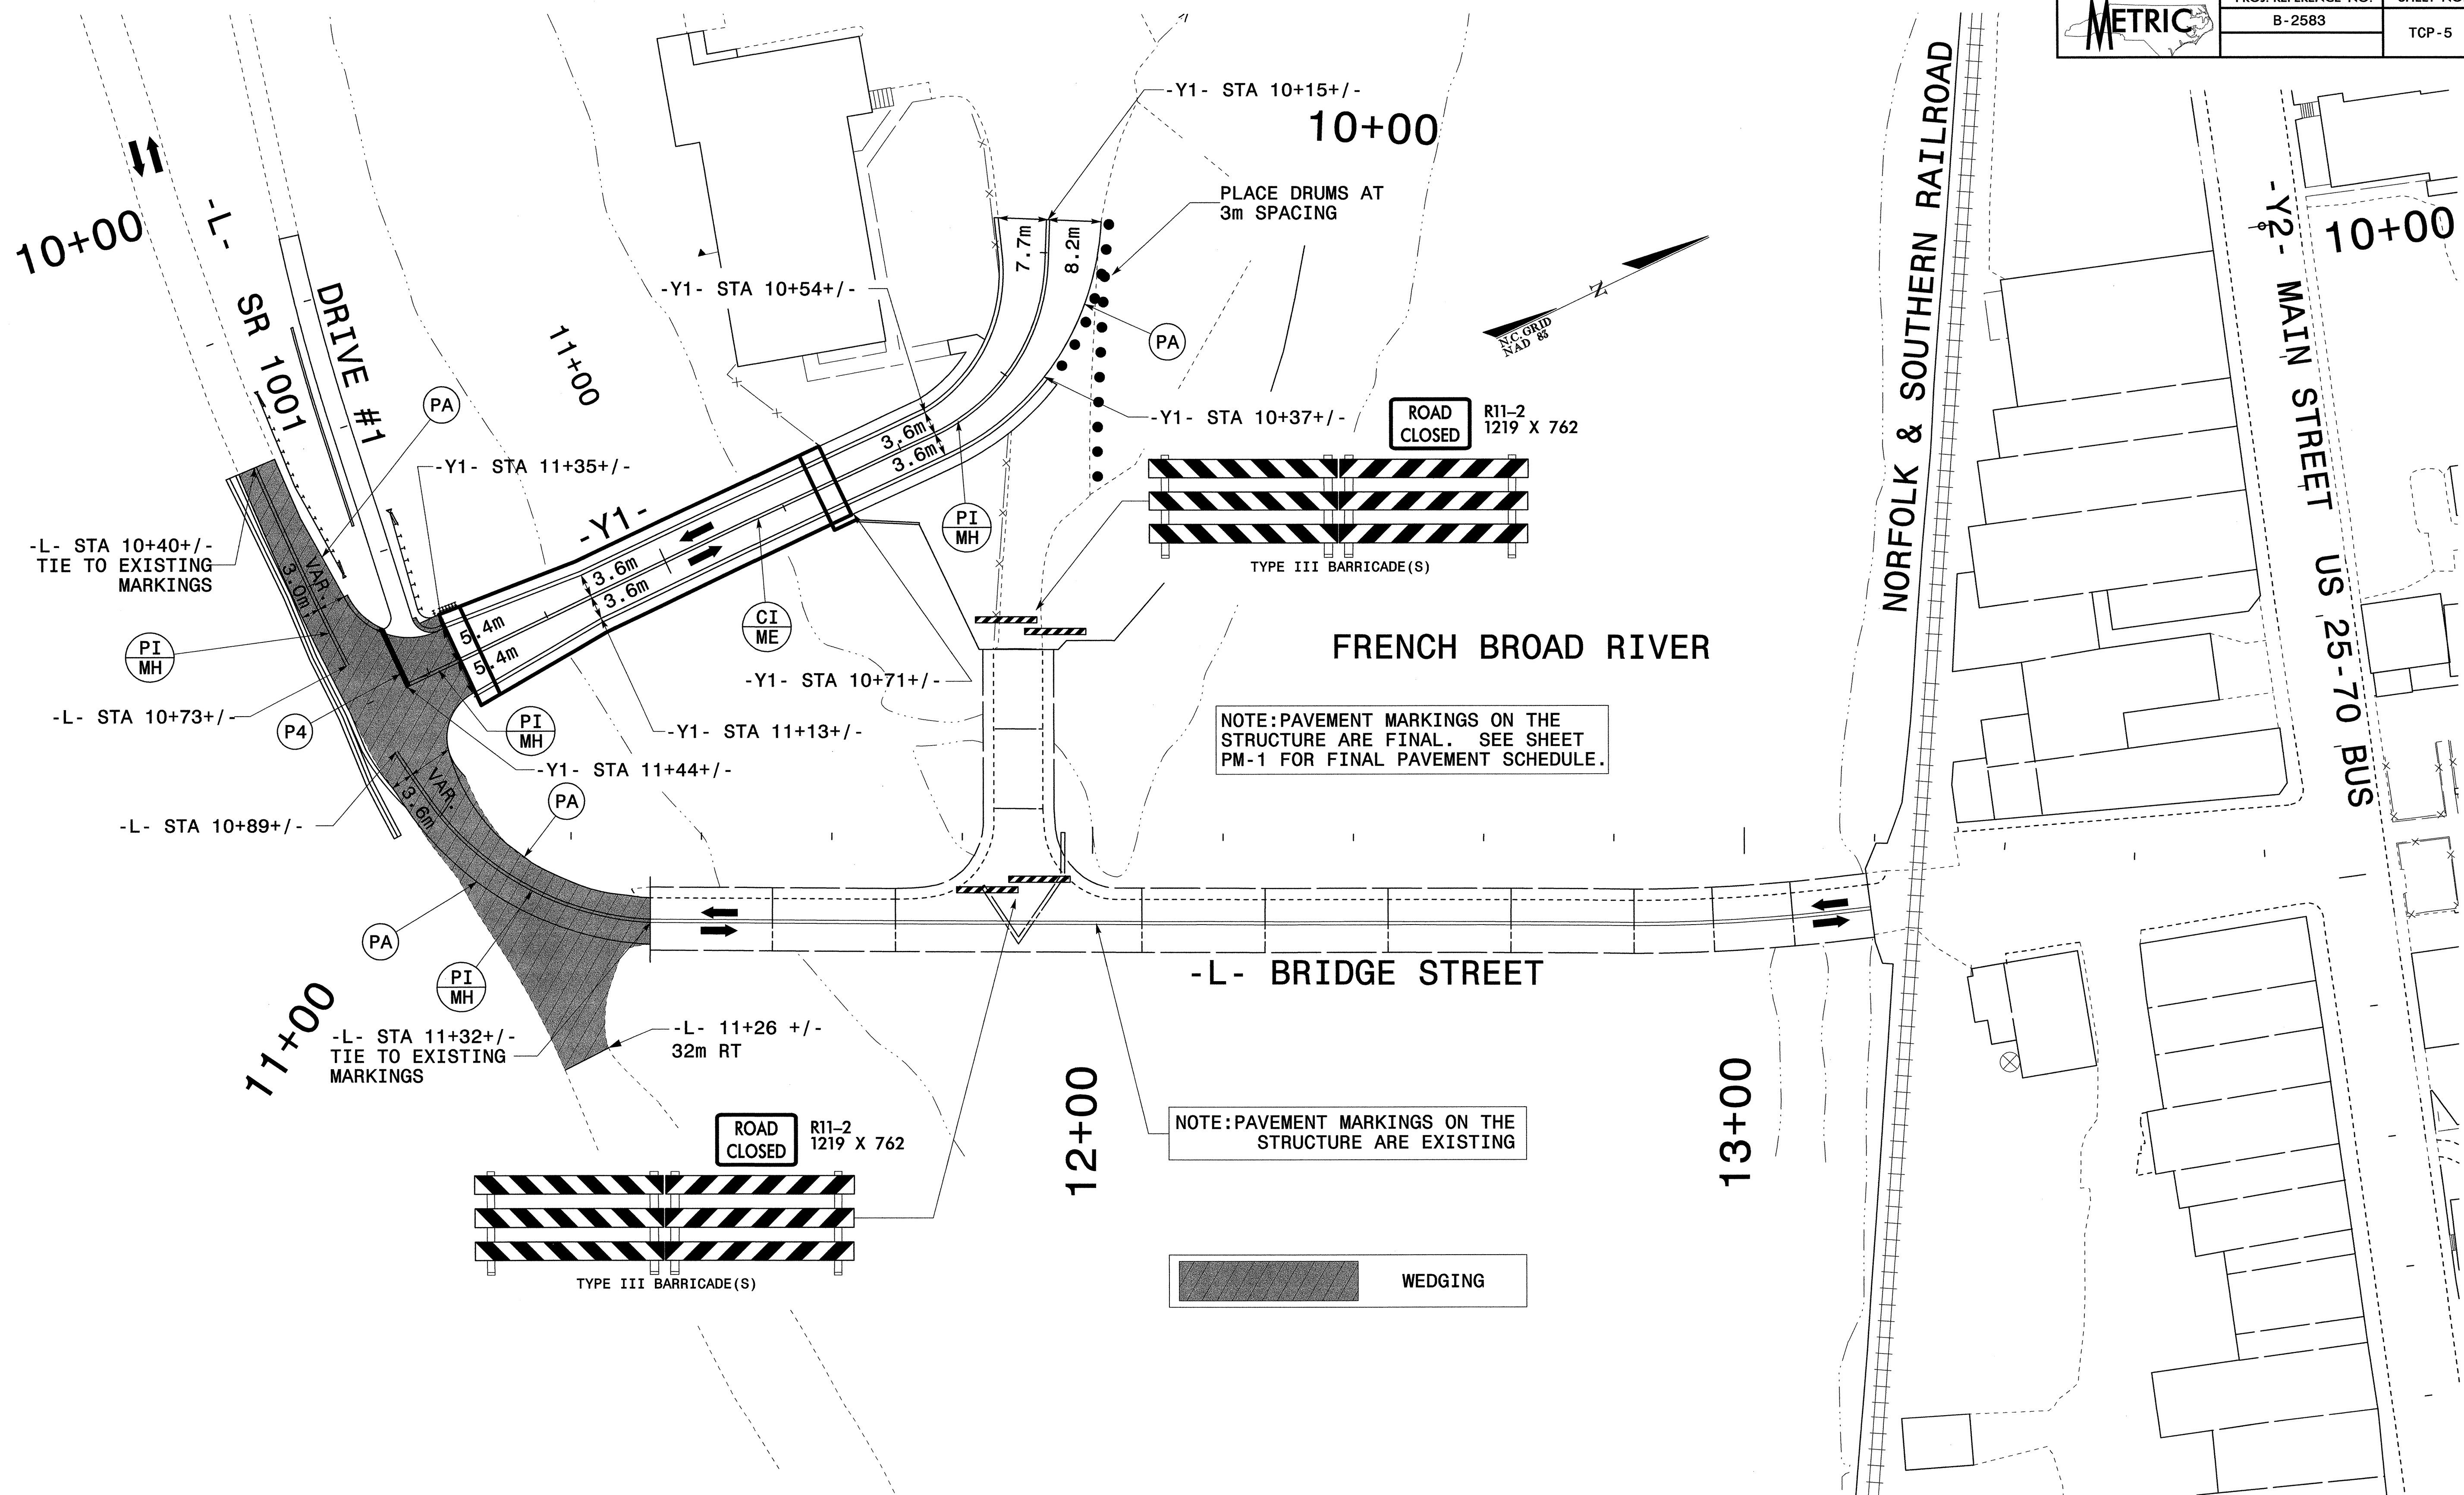 METRIC
PROJ. REFERENCE NO.
SHEET NO.
B-2583
TCP-5
-Y1- STA 10+15+/-
10+00
PLACE DRUMS AT
3m SPACING
7.7m
8.2m
-Y1- STA 10+54+/-
PA
-Y1- STA 10+37+/-
10+00
-L-
SR 1001
DRIVE #1
11+00
PA
-Y1- STA 11+35+/-
-Y1-
3.6m
3.6m
PI
MH
3.6m
3.6m
CI
ME
-L- STA 10+40+/-
TIE TO EXISTING
MARKINGS
VAR.
3.0m
PI
MH
5.4m
5.4m
-L- STA 10+73+/-
P4
PI
MH
-Y1- STA 10+71+/-
-Y1- STA 11+13+/-
-Y1- STA 11+44+/-
VAR.
3.6m
PA
-L- STA 10+89+/-
PA
PI
MH
11+00
-L- STA 11+32+/-
TIE TO EXISTING
MARKINGS
-L- 11+26 +/-
32m RT
N
N.C. GRID
NAD 83
ROAD
CLOSED
R11-2
1219 X 762
TYPE III BARRICADE(S)
FRENCH BROAD RIVER
NOTE:PAVEMENT MARKINGS ON THE
STRUCTURE ARE FINAL. SEE SHEET
PM-1 FOR FINAL PAVEMENT SCHEDULE.
-L- BRIDGE STREET
12+00
13+00
NOTE:PAVEMENT MARKINGS ON THE
STRUCTURE ARE EXISTING
ROAD
CLOSED
R11-2
1219 X 762
TYPE III BARRICADE(S)
WEDGING
NORFOLK & SOUTHERN RAILROAD
-Y2- MAIN STREET US 25-70 BUS
10+00